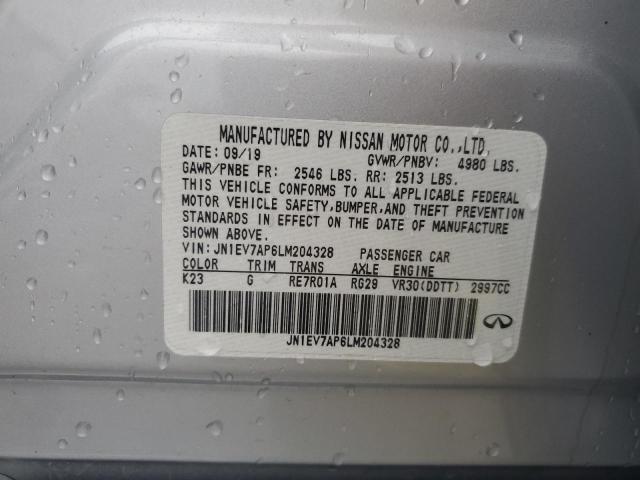 MANUFACTURED BY NISSAN MOTOR CO.,LTD.
DATE: 09/19 GVWR/PNBV: 4980 LBS.
GAWR/PNBE FR: 2546 LBS. RR: 2513 LBS.
THIS VEHICLE CONFORMS TO ALL APPLICABLE FEDERAL
MOTOR VEHICLE SAFETY,BUMPER,AND THEFT PREVENTION
STANDARDS IN EFFECT ON THE DATE OF MANUFACTURE
SHOWN ABOVE.
VIN:JN1EV7AP6LM204328 PASSENGER CAR
COLOR TRIM TRANS AXLE ENGINE
K23 G RE7R01A RG29 VR30(DDTT) 2997CC
JN1EV7AP6LM204328